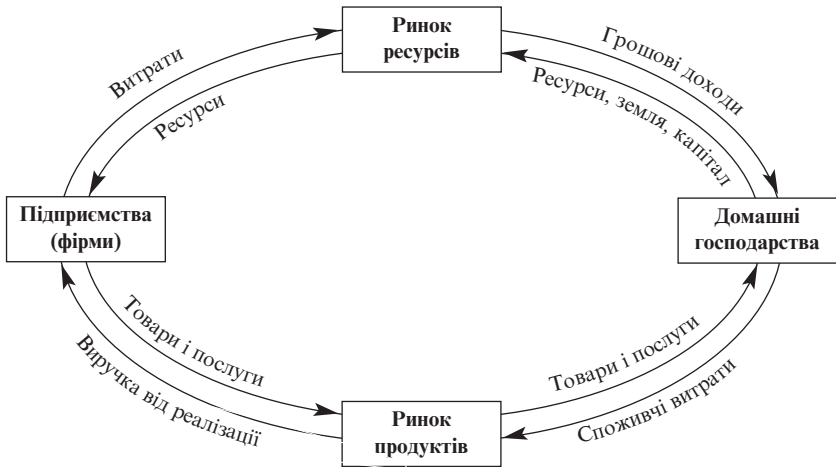 Ринок
ресурсів
Витрати
Грошові доходи
Ресурси
Ресурси, земля, капітал
Підприємства
(фірми)
Домашні
господарства
Товари і послуги
Товари і послуги
Виручка від реалізації
Споживчі витрати
Ринок
продуктів